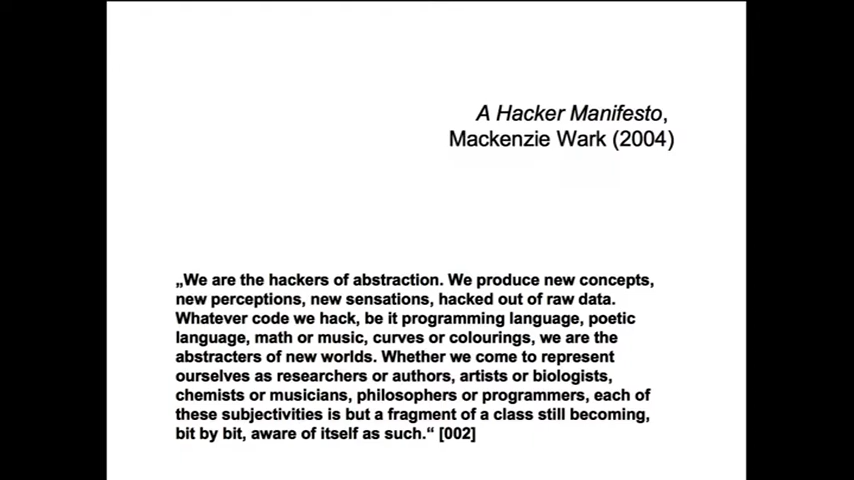 A Hacker Manifesto,
Mackenzie Wark (2004)
„We are the hackers of abstraction. We produce new concepts,
new perceptions, new sensations, hacked out of raw data.
Whatever code we hack, be it programming language, poetic
language, math or music, curves or colourings, we are the
abstracters of new worlds. Whether we come to represent
ourselves as researchers or authors, artists or biologists,
chemists or musicians, philosophers or programmers, each of
these subjectivities is but a fragment of a class still becoming,
bit by bit, aware of itself as such.“ [002]